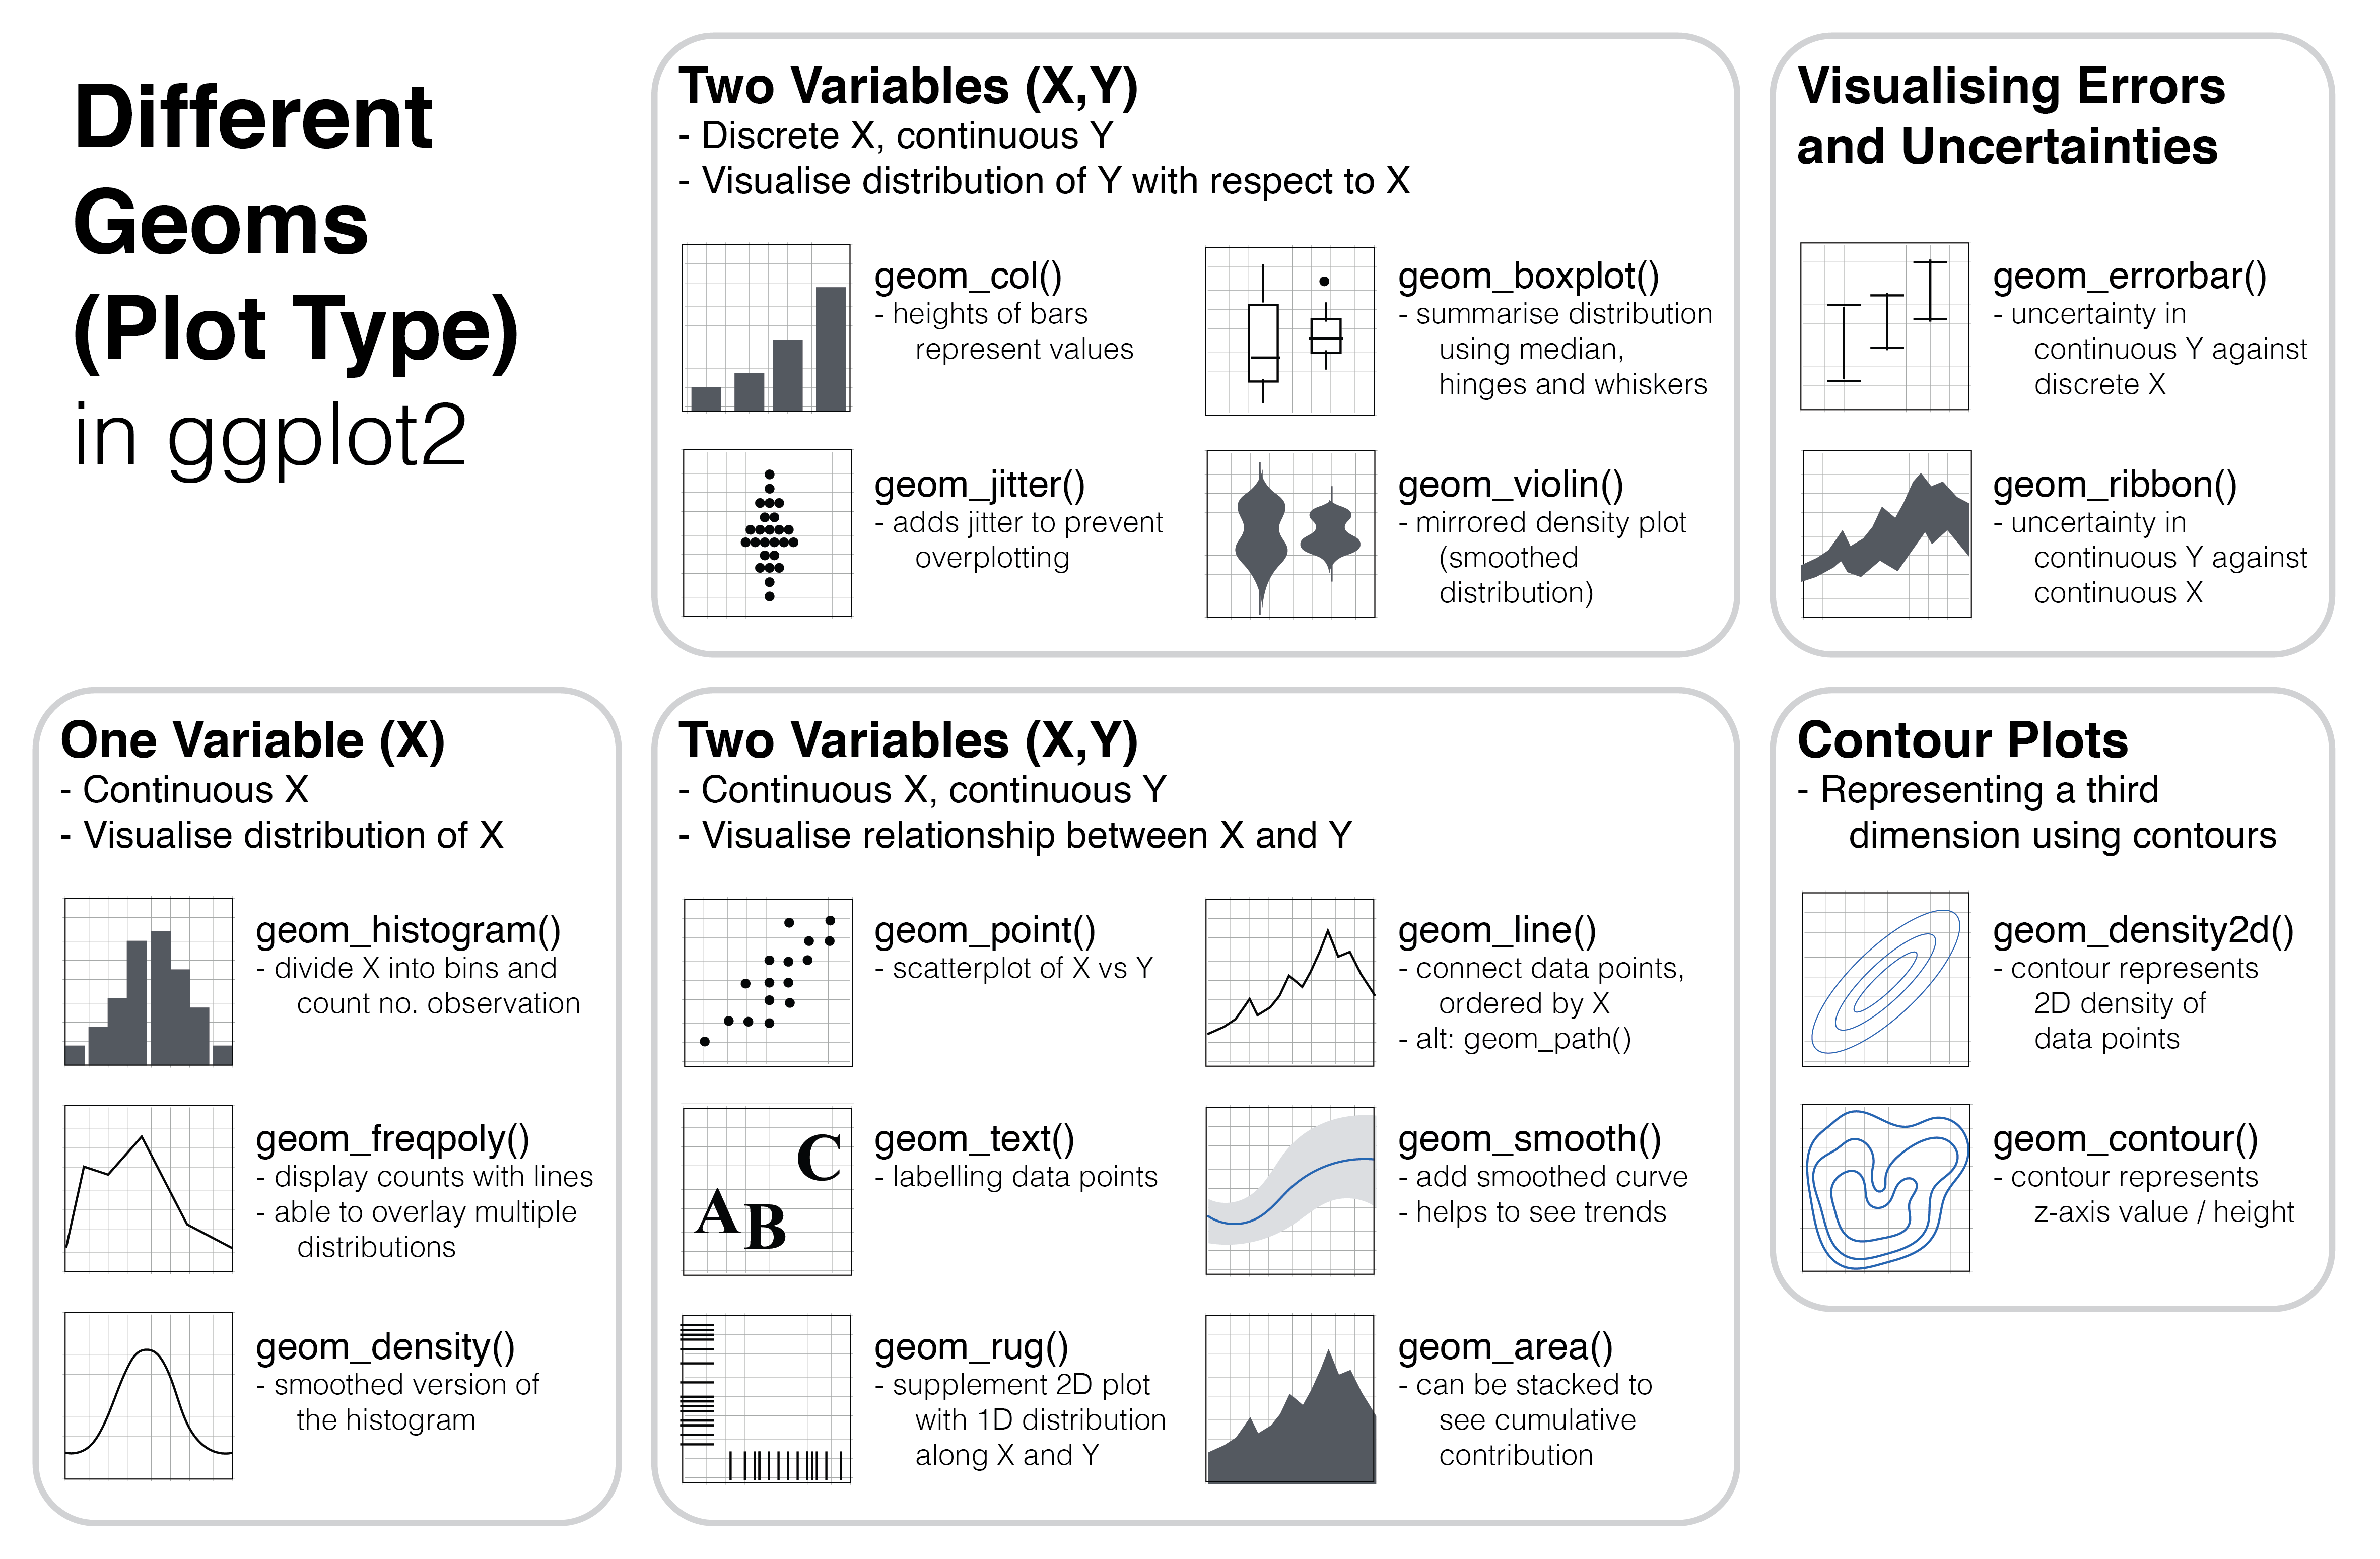 Different
Geoms
(Plot Type)
in ggplot2
Two Variables (X,Y)
- Discrete X, continuous Y
- Visualise distribution of Y with respect to X
geom_col()
- heights of bars
represent values
geom_boxplot()
- summarise distribution
using median,
hinges and whiskers
geom_jitter()
- adds jitter to prevent
overplotting
geom_violin()
- mirrored density plot
(smoothed
distribution)
Visualising Errors
and Uncertainties
geom_errorbar()
- uncertainty in
continuous Y against
discrete X
geom_ribbon()
- uncertainty in
continuous Y against
continuous X
One Variable (X)
- Continuous X
- Visualise distribution of X
geom_histogram()
- divide X into bins and
count no. observation
geom_freqpoly()
- display counts with lines
- able to overlay multiple
distributions
geom_density()
- smoothed version of
the histogram
Two Variables (X,Y)
- Continuous X, continuous Y
- Visualise relationship between X and Y
geom_point()
- scatterplot of X vs Y
geom_line()
- connect data points,
ordered by X
- alt: geom_path()
A B C
geom_text()
- labelling data points
geom_smooth()
- add smoothed curve
- helps to see trends
geom_rug()
- supplement 2D plot
with 1D distribution
along X and Y
geom_area()
- can be stacked to
see cumulative
contribution
Contour Plots
- Representing a third
dimension using contours
geom_density2d()
- contour represents
2D density of
data points
geom_contour()
- contour represents
z-axis value / height